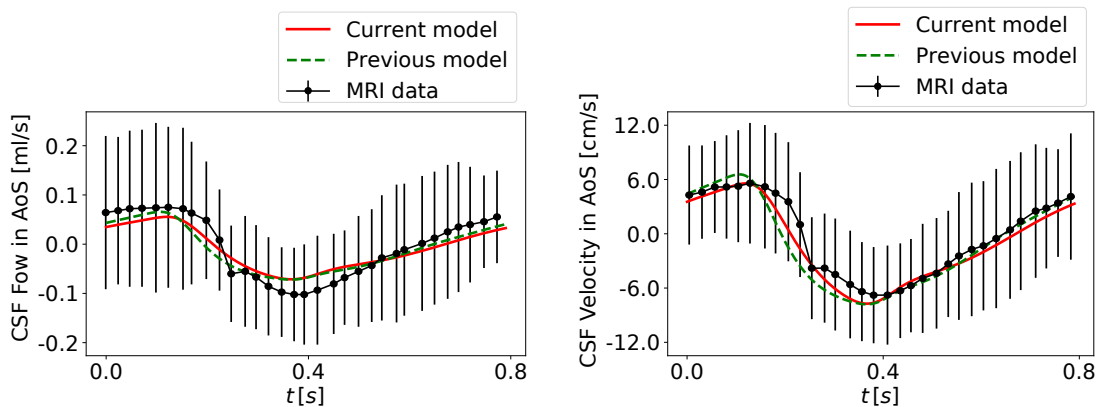 Current model
Previous model
MRI data
CSF Fow in AoS [ml/s]
0.2
0.1
0.0
-0.1
-0.2
0.0
0.4
0.8
t [s]
Current model
Previous model
MRI data
CSF Velocity in AoS [cm/s]
12.0
6.0
0.0
-6.0
-12.0
0.0
0.4
0.8
t [s]